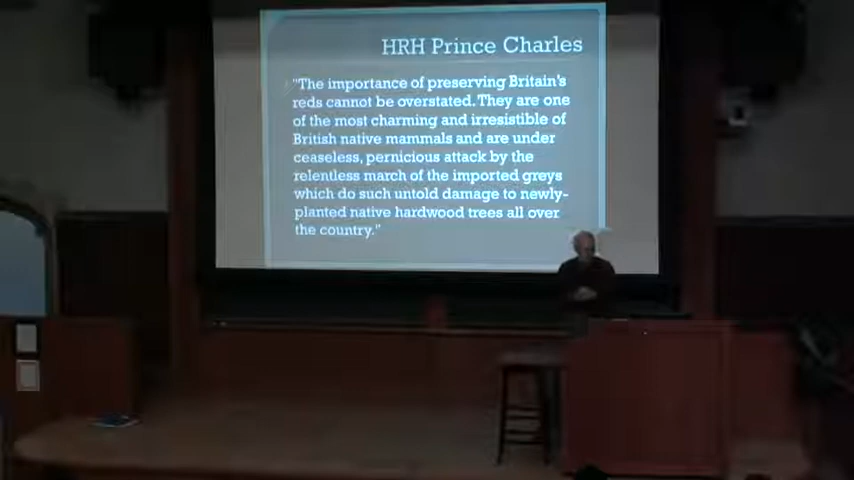 HRH Prince Charles
"The importance of preserving Britain's
reds cannot be overstated. They are one
of the most charming and irresistible of
British native mammals and are under
ceaseless, pernicious attack by the
relentless march of the imported greys
which do such untold damage to newly-
planted native hardwood trees all over
the country."